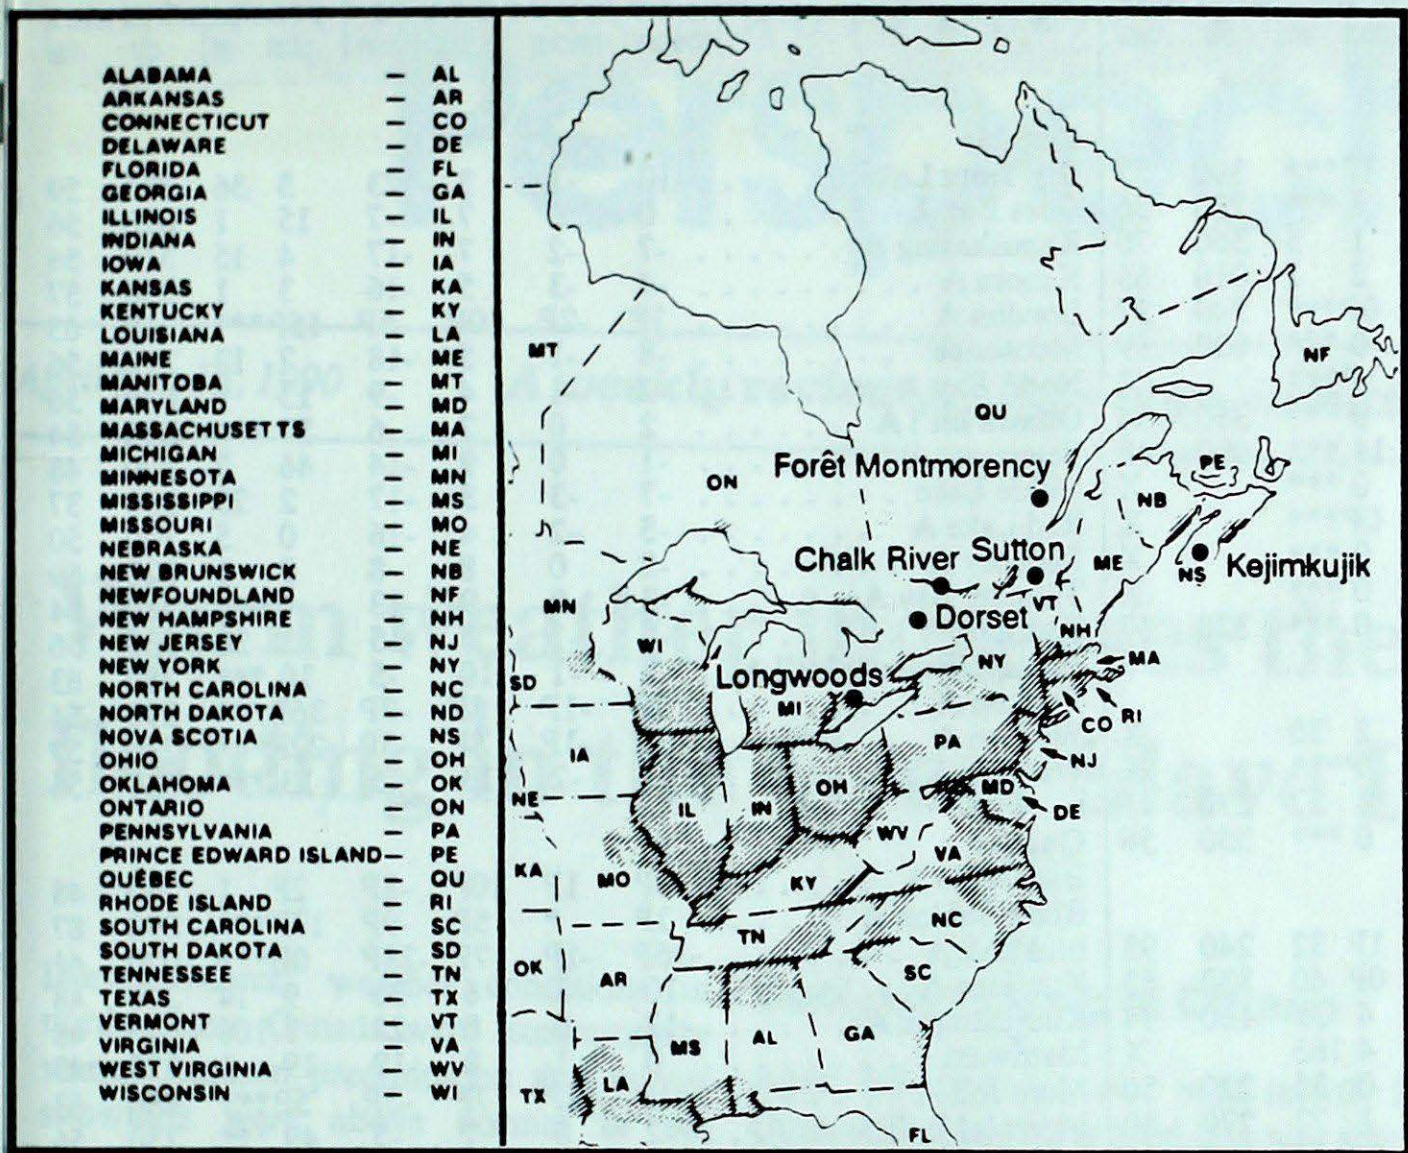 ALABAMA — AL
ARKANSAS — AR
CONNECTICUT — CO
DELAWARE — DE
FLORIDA — FL
GEORGIA — GA
ILLINOIS — IL
INDIANA — IN
IOWA — IA
KANSAS — KA
KENTUCKY — KY
LOUISIANA — LA
MAINE — ME
MANITOBA — MT
MARYLAND — MD
MASSACHUSETTS — MA
MICHIGAN — MI
MINNESOTA — MN
MISSISSIPPI — MS
MISSOURI — MO
NEBRASKA — NE
NEW BRUNSWICK — NB
NEWFOUNDLAND — NF
NEW HAMPSHIRE — NH
NEW JERSEY — NJ
NEW YORK — NY
NORTH CAROLINA — NC
NORTH DAKOTA — ND
NOVA SCOTIA — NS
OHIO — OH
OKLAHOMA — OK
ONTARIO — ON
PENNSYLVANIA — PA
PRINCE EDWARD ISLAND — PE
QUÉBEC — QU
RHODE ISLAND — RI
SOUTH CAROLINA — SC
SOUTH DAKOTA — SD
TENNESSEE — TN
TEXAS — TX
VERMONT — VT
VIRGINIA — VA
WEST VIRGINIA — WV
WISCONSIN — WI
MT
NF
QU
PE
ON
Forêt Montmorency
NB
Chalk River
Sutton
ME
NS
Kejimkujik
MN
VT
Dorset
NH
WI
NY
MA
SD
Longwoods
MI
CO
RI
IA
PA
NJ
NE
IL
IN
OH
MD
DE
WV
VA
KA
MO
KY
NC
TN
OK
AR
SC
MS
AL
GA
LA
TX
FL